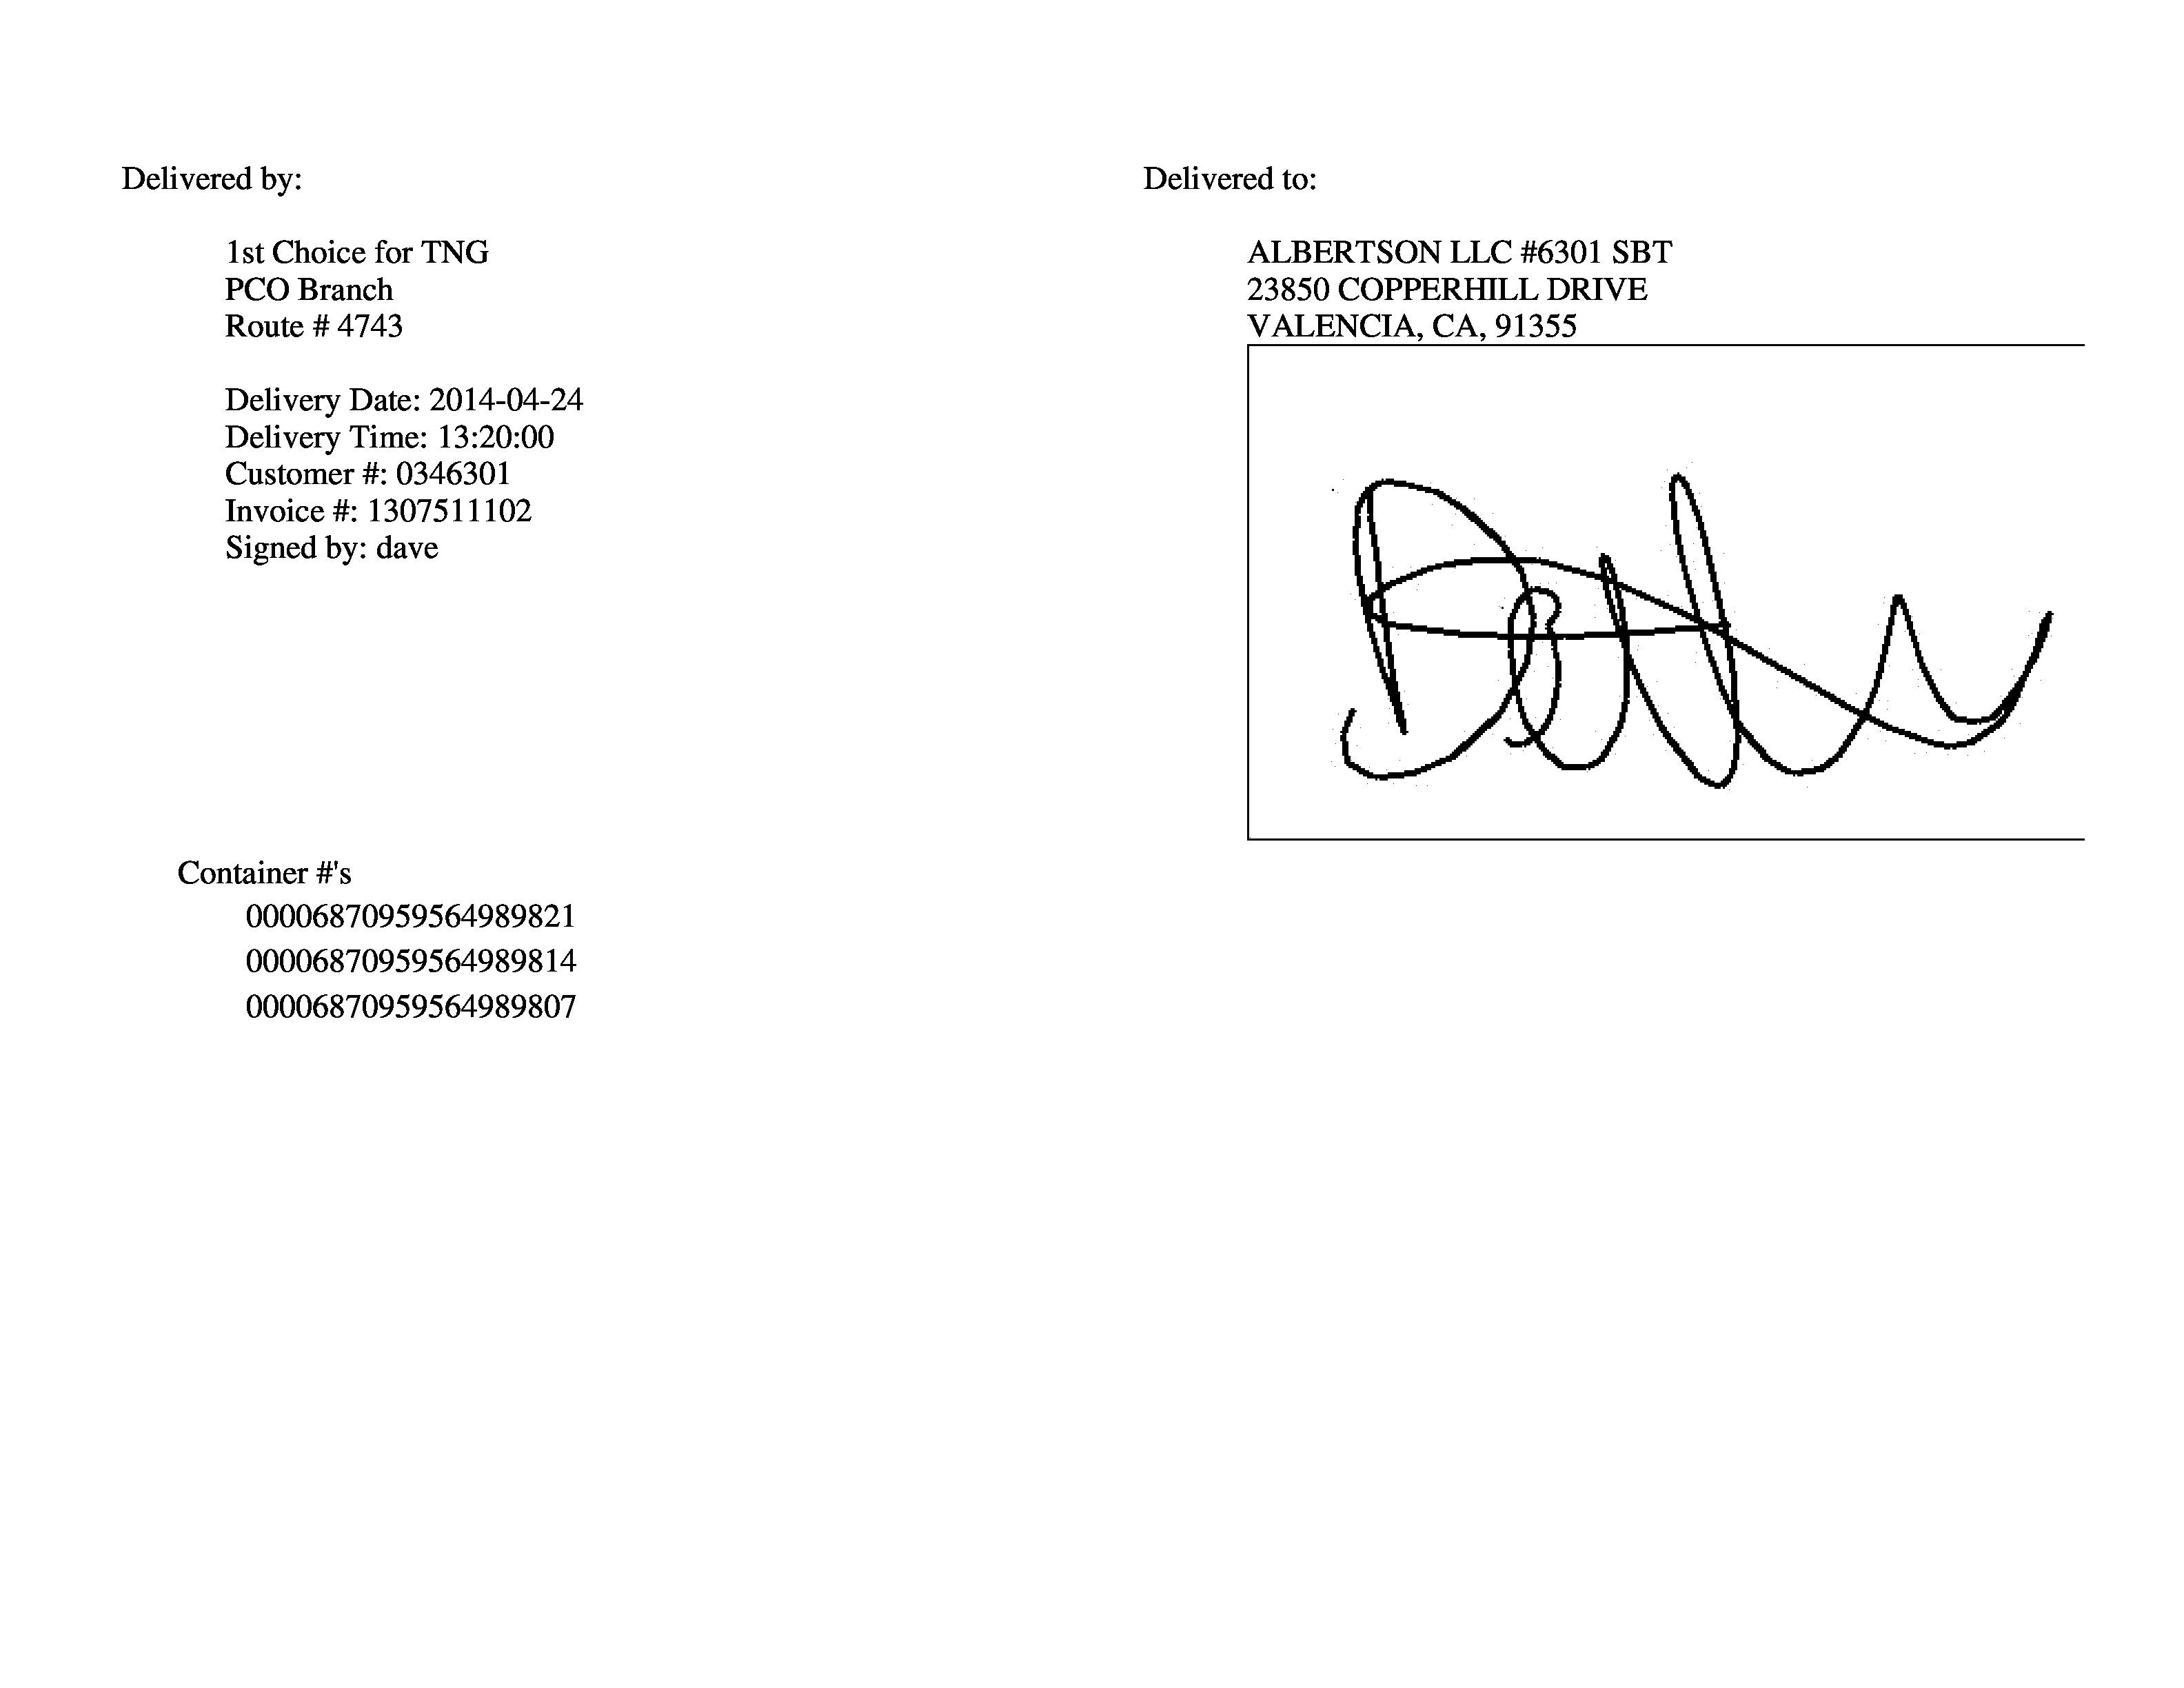 Delivered by:
1st Choice for TNG
PCO Branch
Route # 4743
Delivery Date: 2014-04-24
Delivery Time: 13:20:00
Customer #: 0346301
Invoice #: 1307511102
Signed by: dave
Delivered to:
ALBERTSON LLC #6301 SBT
23850 COPPERHILL DRIVE
VALENCIA, CA, 91355
Container #'s
00006870959564989821
00006870959564989814
00006870959564989807